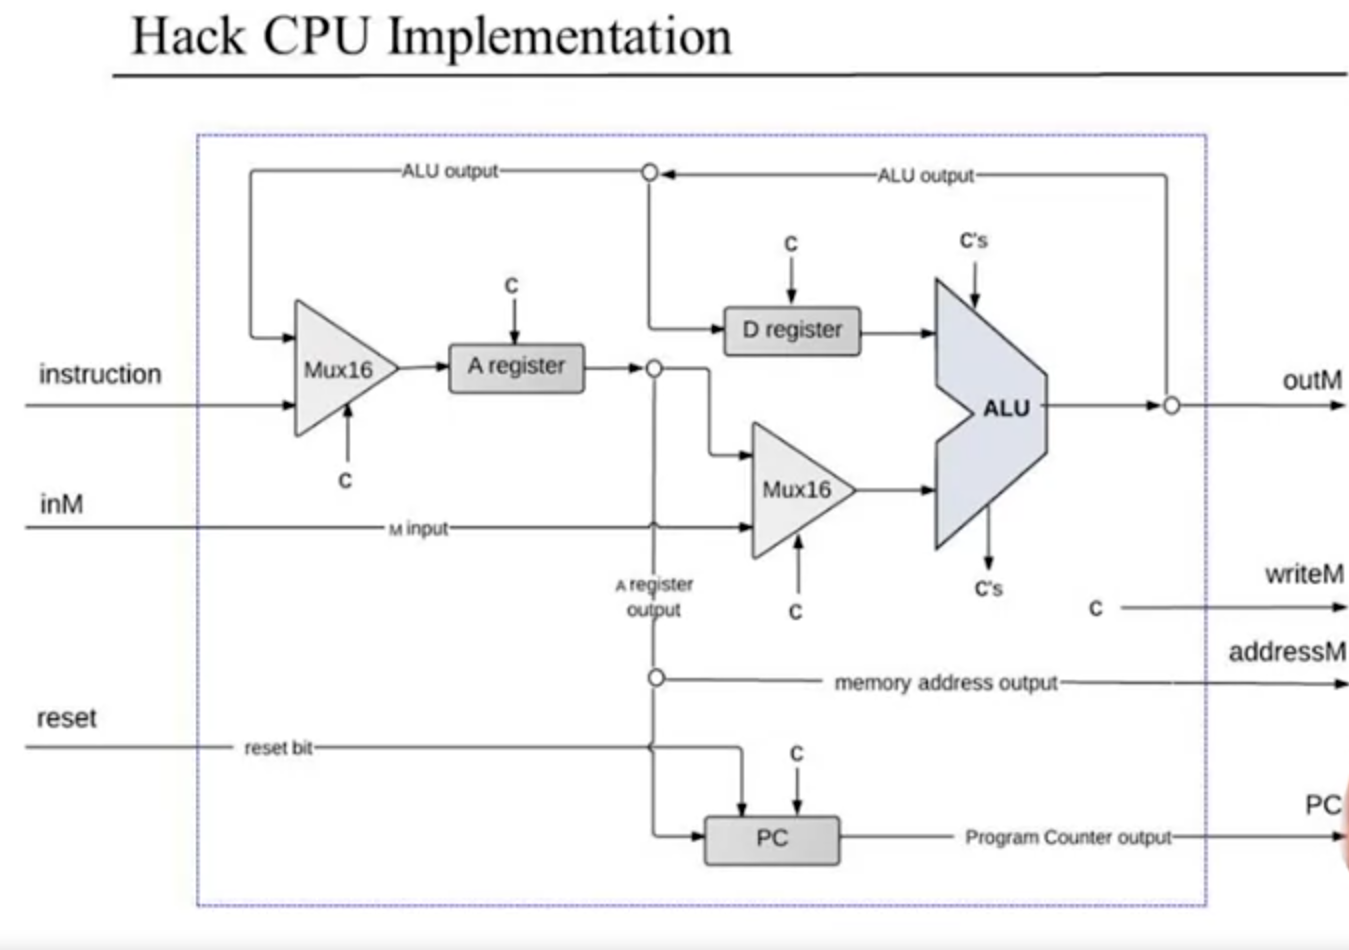 Hack CPU Implementation
ALU output
ALU output
C
C's
C
D register
instruction
Mux16
A register
outM
ALU
C
inM
M input
Mux16
A register
output
C
C's
writeM
C
addressM
memory address output
reset
reset bit
C
PC
PC
Program Counter output